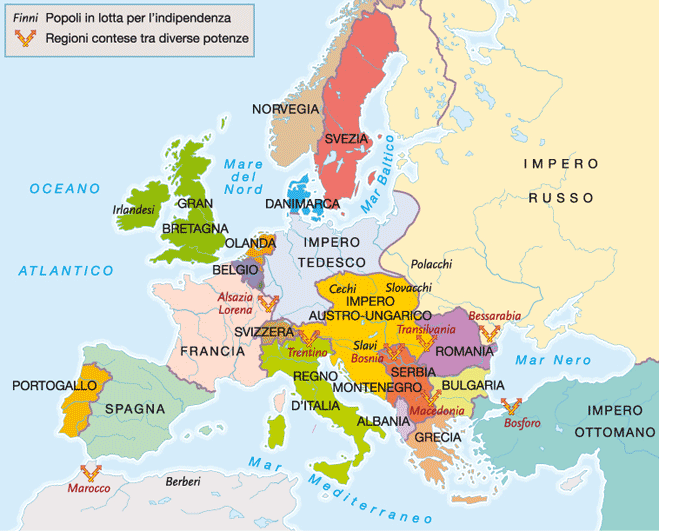 Finni Popoli in lotta per l'indipendenza
Regioni contese tra diverse potenze
NORVEGIA
SVEZIA
IMPERO
RUSSO
Mare
del
Nord
Mar Baltico
OCEANO
ATLANTICO
Irlandesi
GRAN
BRETAGNA
DANIMARCA
OLANDA
BELGIO
IMPERO
TEDESCO
Polacchi
Cechi
Slovacchi
Alsazia
Lorena
IMPERO
AUSTRO-UNGARICO
Bessarabia
Transilvania
SVIZZERA
FRANCIA
Trentino
Slavi
Bosnia
ROMANIA
SERBIA
Mar Nero
PORTOGALLO
SPAGNA
REGNO
D'ITALIA
MONTENEGRO
BULGARIA
Macedonia
ALBANIA
GRECIA
Bosforo
IMPERO
OTTOMANO
Marocco
Berberi
Mar Mediterraneo